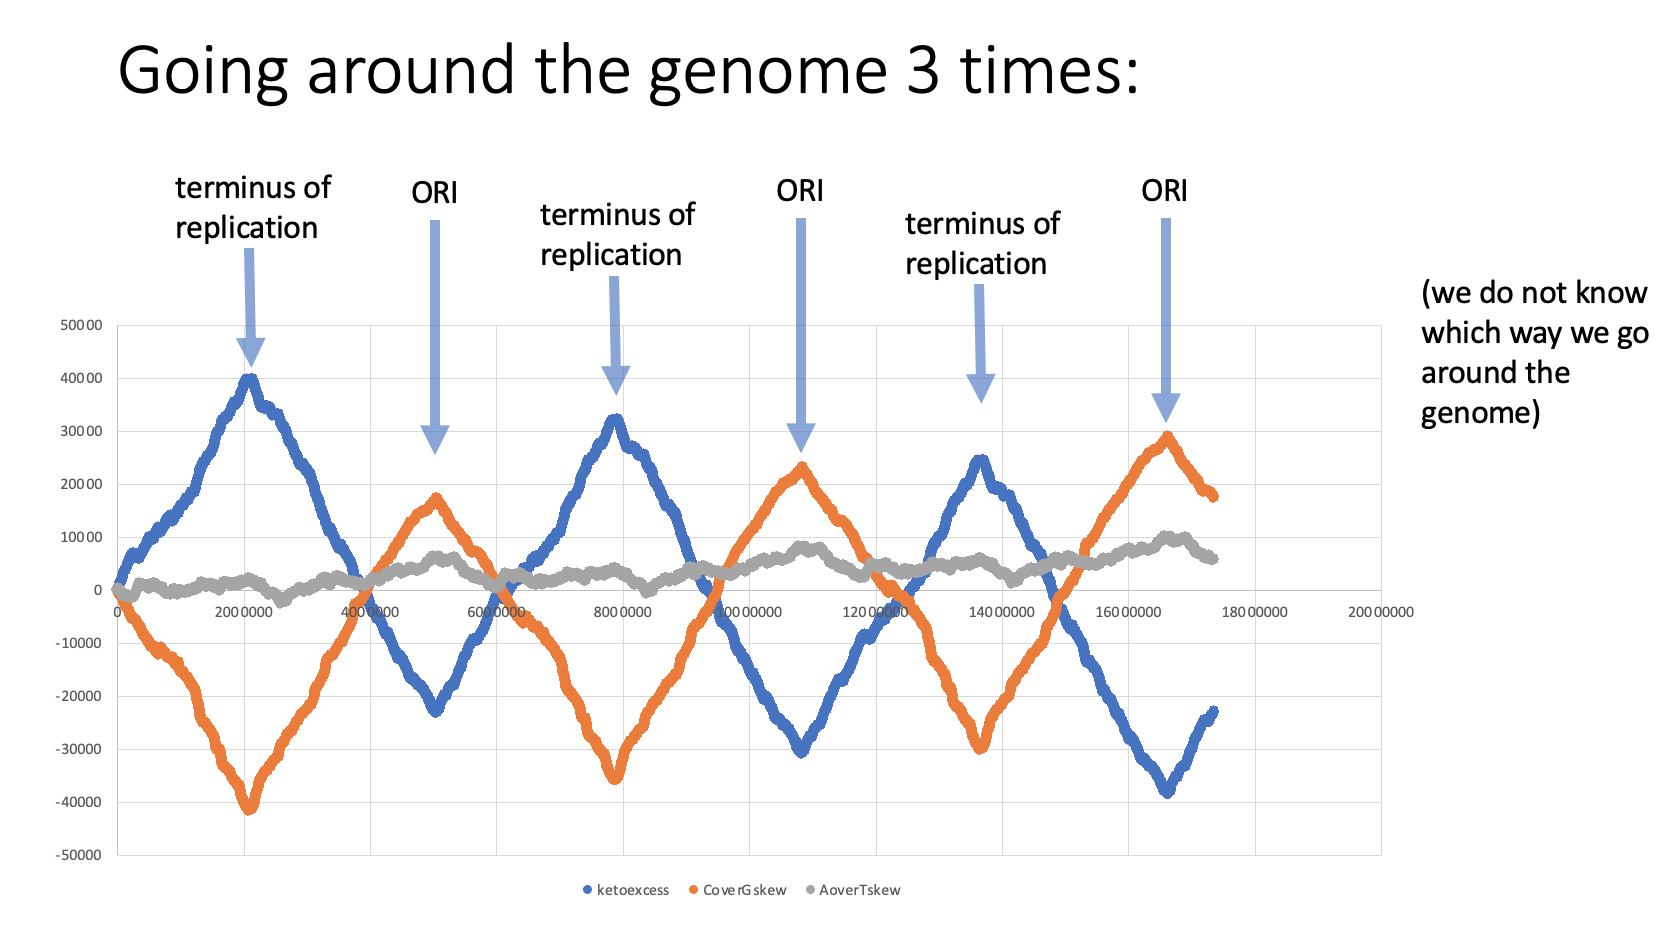 Going around the genome 3 times:
terminus of
replication
ORI
terminus of
replication
ORI
terminus of
replication
ORI
(we do not know
which way we go
around the
genome)
50000
40000
30000
20000
10000
0
-10000
-20000
-30000
-40000
-50000
0 2000000 4000000 6000000 8000000 10000000 12000000 14000000 16000000 18000000 20000000
ketoexcess CoverGskew AoverTskew